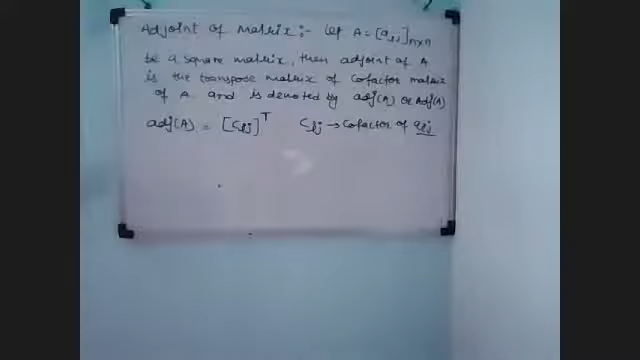 Adjoint of Matrix :- Let A = [aij]n×n
be a square matrix, then adjoint of A
is the transpose matrix of cofactor matrix
of A. and is denoted by adj(A) or Adj(A)
adj(A) = [Cij]^T Cij → Cofactor of aij